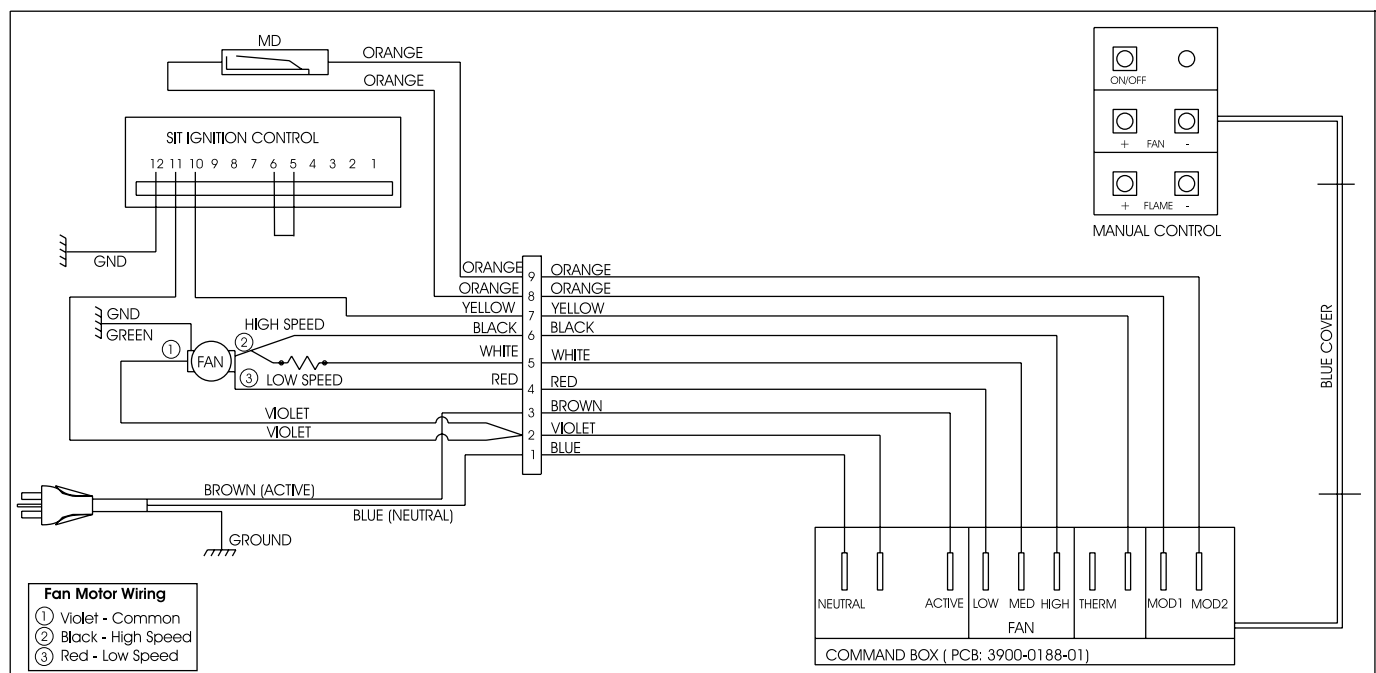 MD
ORANGE
ORANGE
SIT IGNITION CONTROL
12 11 10 9 8 7 6 5 4 3 2 1
GND
ON/OFF
+ FAN -
+ FLAME -
MANUAL CONTROL
BLUE COVER
ORANGE 9 ORANGE
ORANGE 8 ORANGE
YELLOW 7 YELLOW
BLACK 6 BLACK
WHITE 5 WHITE
RED 4 RED
3 BROWN
2 VIOLET
1 BLUE
GND
GREEN
HIGH SPEED
1 FAN 2
3 LOW SPEED
VIOLET
VIOLET
BROWN (ACTIVE)
BLUE (NEUTRAL)
GROUND
Fan Motor Wiring
1 Violet - Common
2 Black - High Speed
3 Red - Low Speed
NEUTRAL ACTIVE LOW MED HIGH THERM MOD1 MOD2
FAN
COMMAND BOX ( PCB: 3900-0188-01)